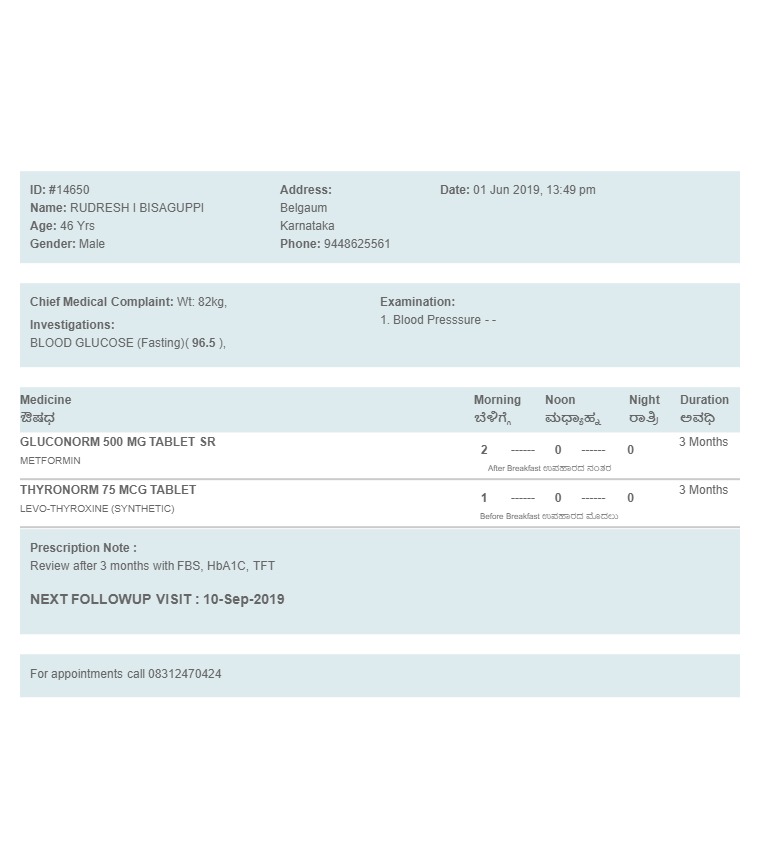 ID: #14650
Name: RUDRESH I BISAGUPPI
Age: 46 Yrs
Gender: Male
Address:
Belgaum
Karnataka
Phone: 9448625561
Date: 01 Jun 2019, 13:49 pm
Chief Medical Complaint: Wt: 82kg,
Investigations:
BLOOD GLUCOSE (Fasting)( 96.5 ),
Examination:
1. Blood Presssure - -
Medicine Morning Noon Night Duration
ಔಷಧ ಬೆಳಿಗ್ಗೆ ಮಧ್ಯಾಹ್ನ ರಾತ್ರಿ ಅವಧಿ
GLUCONORM 500 MG TABLET SR 2 ------ 0 ------ 0 3 Months
METFORMIN After Breakfast ಉಪಹಾರದ ನಂತರ
THYRONORM 75 MCG TABLET 1 ------ 0 ------ 0 3 Months
LEVO-THYROXINE (SYNTHETIC) Before Breakfast ಉಪಹಾರದ ಮೊದಲು
Prescription Note :
Review after 3 months with FBS, HbA1C, TFT
NEXT FOLLOWUP VISIT : 10-Sep-2019
For appointments call 08312470424